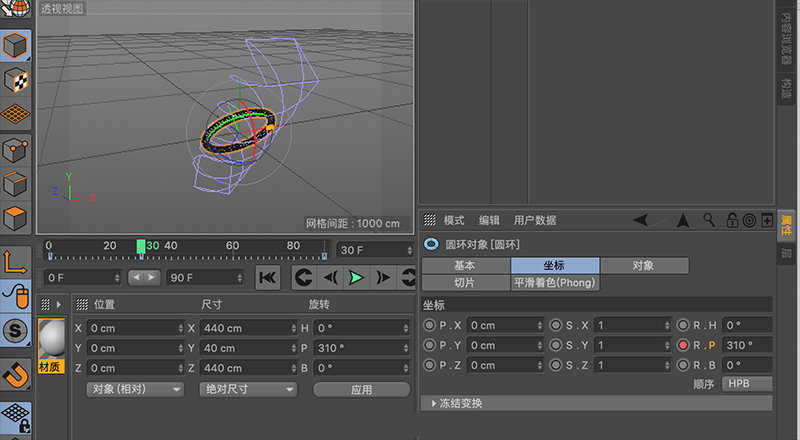 透视视图
内容浏览器
构造
Y
Z
X
网格间距 : 1000 cm
0 20 30 40 60 80 30 F
0 F 90 F
模式 编辑 用户数据
属性
层
圆环对象 [圆环]
基本 坐标 对象
切片 平滑着色(Phong)
位置 尺寸 旋转
X 0 cm X 440 cm H 0 °
Y 0 cm Y 40 cm P 310 °
Z 0 cm Z 440 cm B 0 °
对象 (相对) 绝对尺寸 应用
材质
坐标
P . X 0 cm S . X 1 R . H 0 °
P . Y 0 cm S . Y 1 R . P 310 °
P . Z 0 cm S . Z 1 R . B 0 °
顺序 HPB
冻结变换